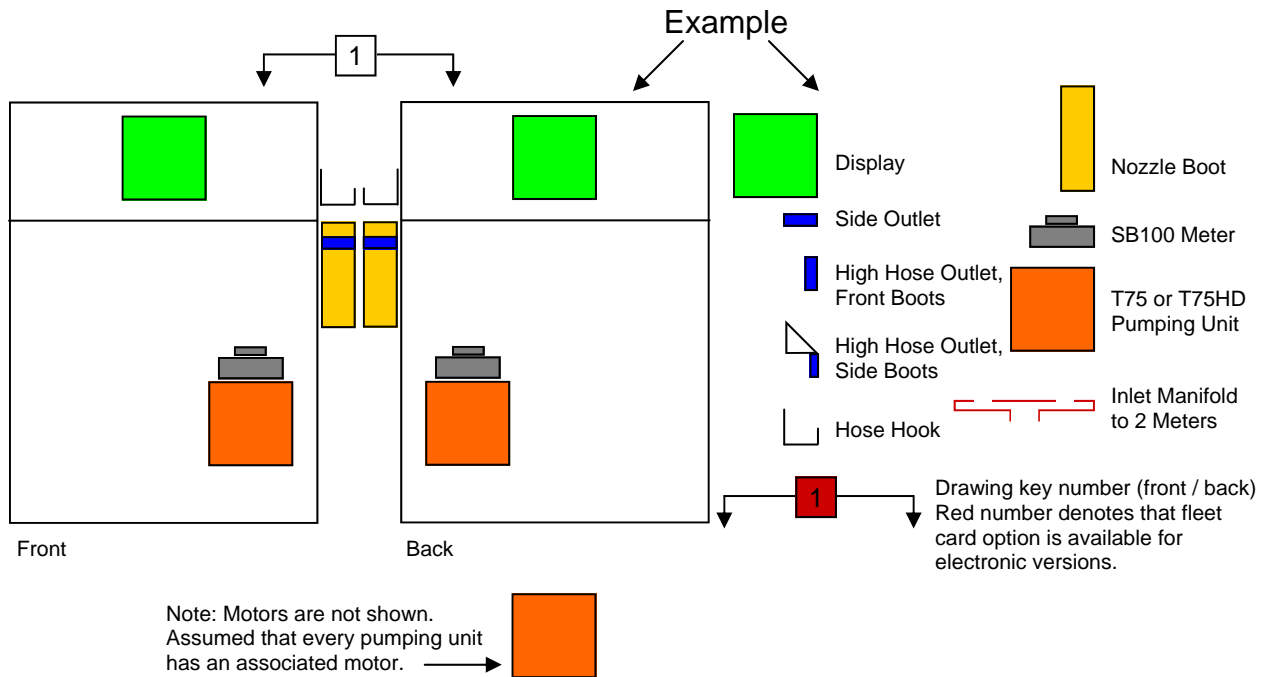 Example
1
Display
Side Outlet
High Hose Outlet,
Front Boots
High Hose Outlet,
Side Boots
Hose Hook
Nozzle Boot
SB100 Meter
T75 or T75HD
Pumping Unit
Inlet Manifold
to 2 Meters
1
Drawing key number (front / back)
Red number denotes that fleet
card option is available for
electronic versions.
Front
Back
Note: Motors are not shown.
Assumed that every pumping unit
has an associated motor.